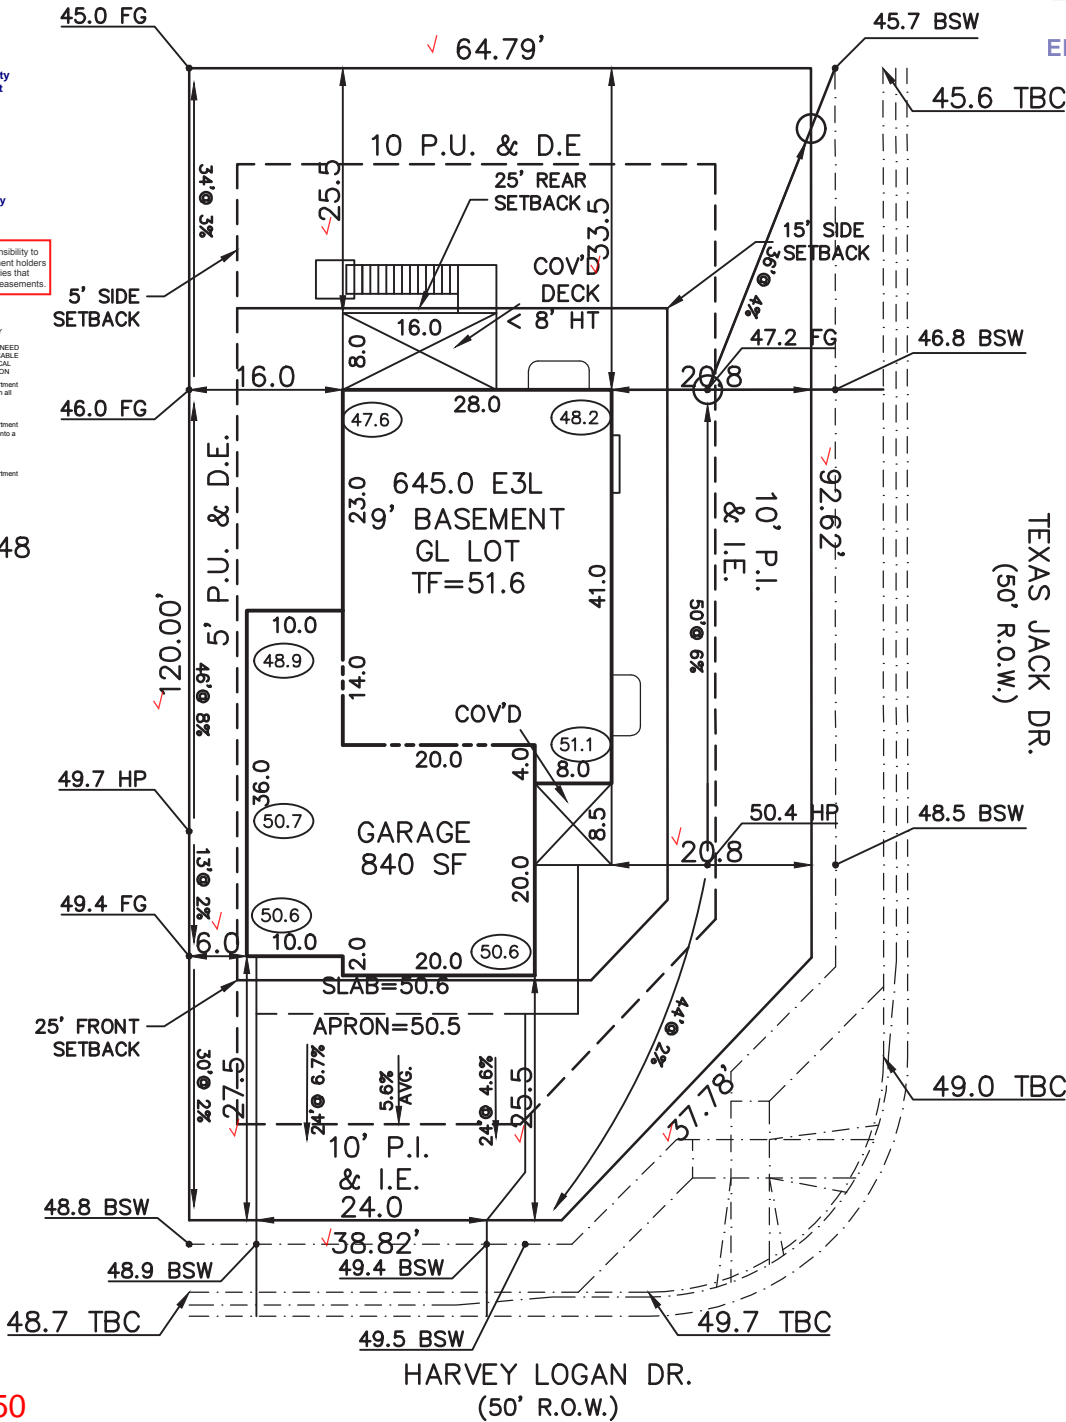 45.0 FG
64.79'
45.7 BSW
45.6 TBC
10 P.U. & D.E
34'@ 3%
25.5
25' REAR
SETBACK
33.5
15' SIDE
SETBACK
36'@ 4%
5' SIDE
SETBACK
COV'D
DECK
< 8' HT
16.0
8.0
47.2 FG
46.8 BSW
16.0
28.0
20.8
46.0 FG
47.6
48.2
5' P.U. & D.E.
645.0 E3L
9' BASEMENT
GL LOT
TF=51.6
23.0
41.0
10' P.I.
& I.E.
92.62'
TEXAS JACK DR.
(50' R.O.W.)
48
120.00'
46'@ 8%
50'@ 6%
10.0
48.9
14.0
COV'D
51.1
20.0
4.0
8.0
49.7 HP
36.0
50.7
GARAGE
840 SF
8.5
50.4 HP
48.5 BSW
20.8
13'@ 2%
20.0
49.4 FG
6.0
50.6
10.0
2.0
20.0
50.6
SLAB=50.6
25' FRONT
SETBACK
APRON=50.5
30'@ 2%
27.5
24'@ 6.7%
5.6%
AVG.
24'@ 4.6%
25.5
44'@ 2%
37.78'
49.0 TBC
10' P.I.
& I.E.
24.0
38.82'
48.8 BSW
48.9 BSW
49.4 BSW
48.7 TBC
49.5 BSW
49.7 TBC
HARVEY LOGAN DR.
(50' R.O.W.)
50
nsibility to
ent holders
ies that
easements.